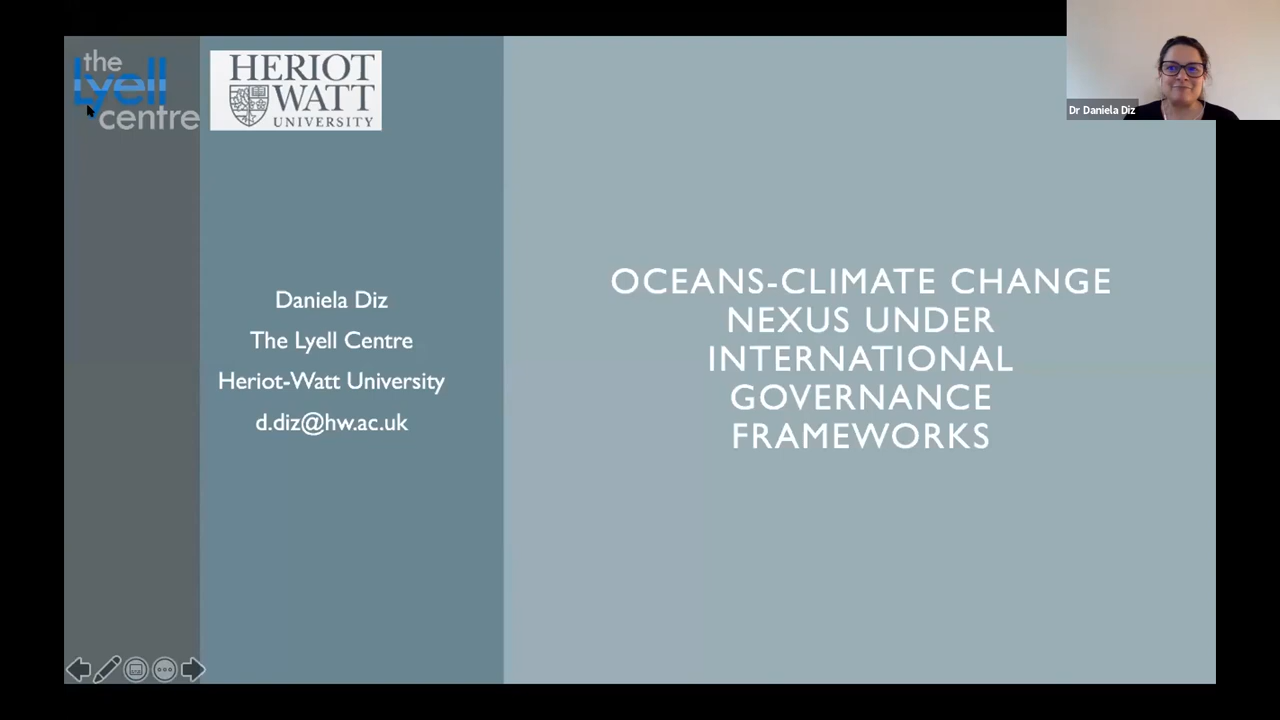 the
Lyell
centre
HERIOT
WATT
UNIVERSITY
Dr Daniela Diz
Daniela Diz
The Lyell Centre
Heriot-Watt University
d.diz@hw.ac.uk
OCEANS-CLIMATE CHANGE
NEXUS UNDER
INTERNATIONAL
GOVERNANCE
FRAMEWORKS